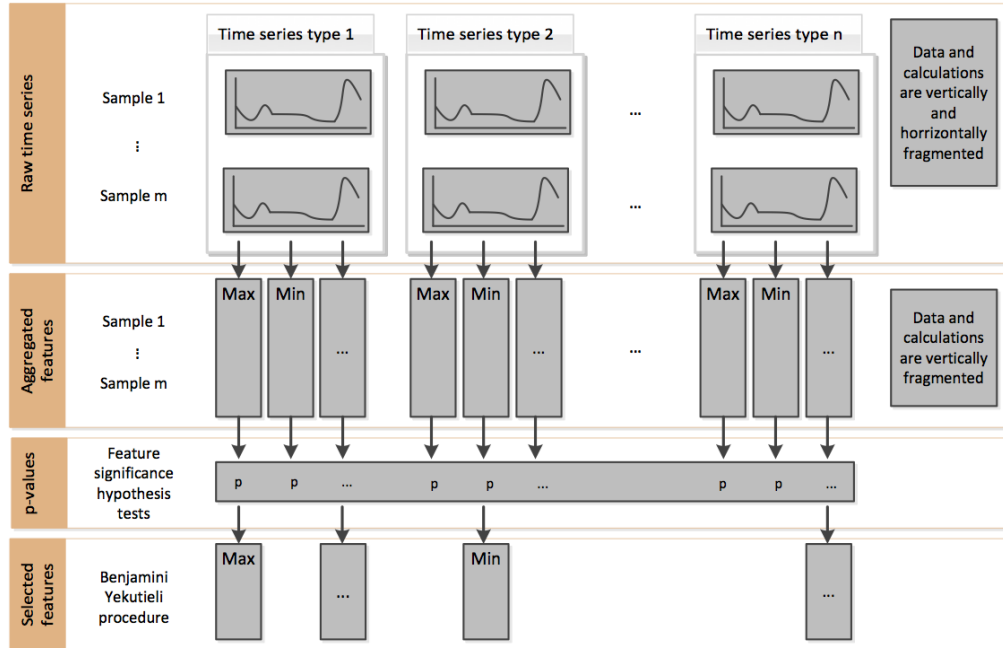 Raw time series
Time series type 1
Time series type 2
Time series type n
Sample 1
⋮
Sample m
...
...
Data and
calculations
are vertically
and
horrizontally
fragmented
Aggregated
features
Sample 1
⋮
Sample m
Max
Min
...
Max
Min
...
...
Max
Min
...
Data and
calculations
are vertically
fragmented
p-values
Feature
significance
hypothesis
tests
p
p
...
p
p
...
p
p
...
Selected
features
Benjamini
Yekutieli
procedure
Max
...
Min
...